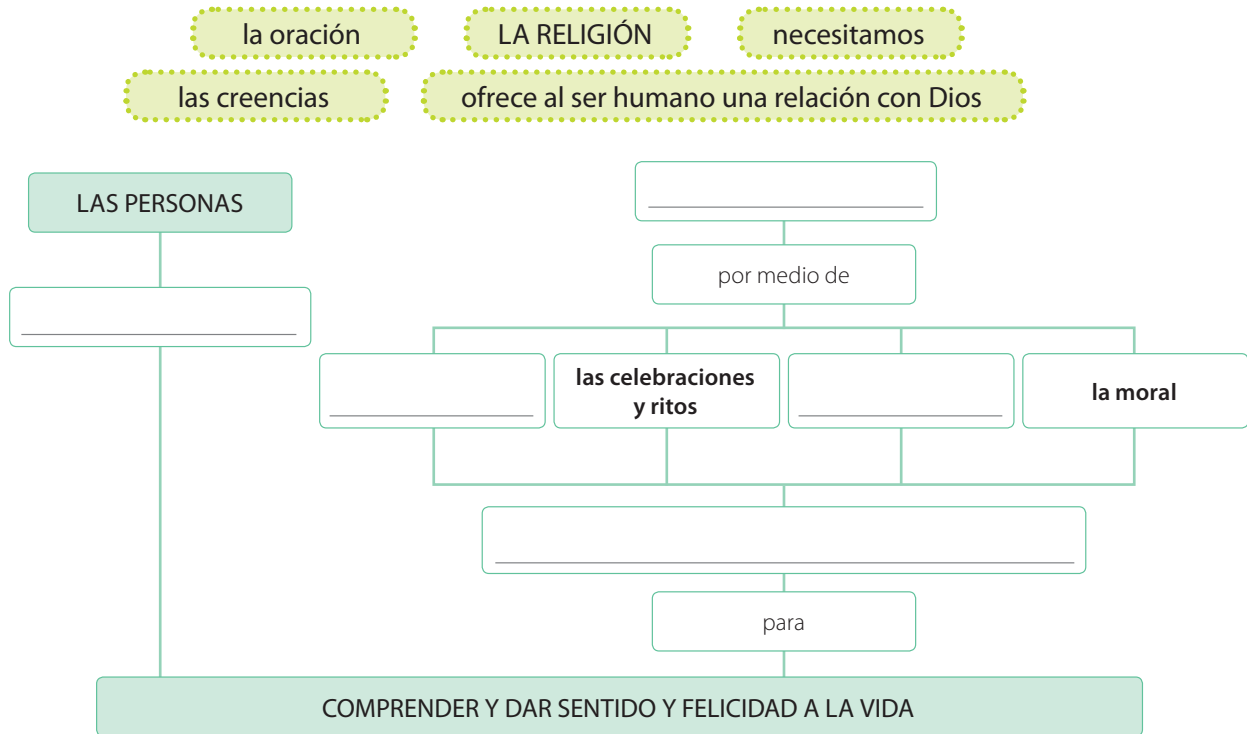 la oración
LA RELIGIÓN
necesitamos
las creencias
ofrece al ser humano una relación con Dios
LAS PERSONAS
por medio de
las celebraciones
y ritos
la moral
para
COMPRENDER Y DAR SENTIDO Y FELICIDAD A LA VIDA